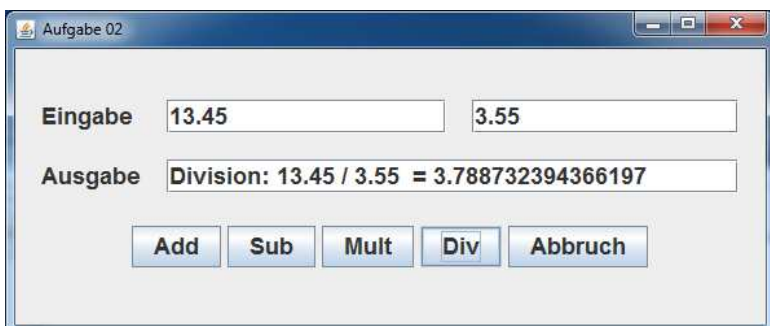 Aufgabe 02
Eingabe 13.45 3.55
Ausgabe Division: 13.45 / 3.55  = 3.788732394366197
Add Sub Mult Div Abbruch